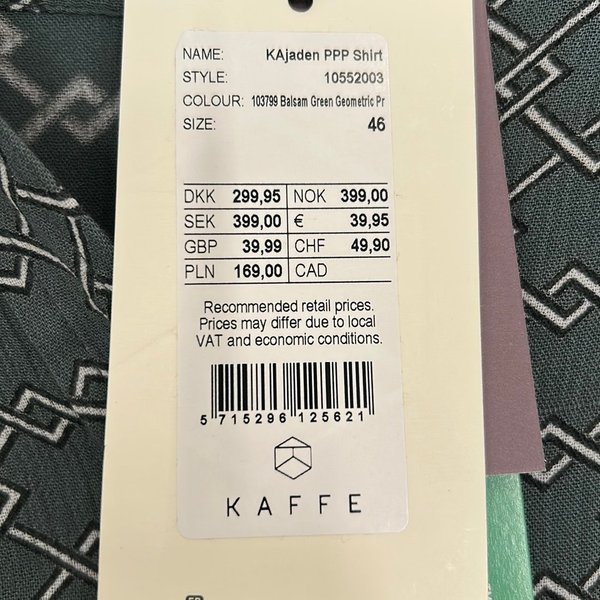 NAME: KAjaden PPP Shirt
STYLE: 10552003
COLOUR: 103799 Balsam Green Geometric Pr
SIZE: 46
DKK 299,95 NOK 399,00
SEK 399,00 € 39,95
GBP 39,99 CHF 49,90
PLN 169,00 CAD
Recommended retail prices.
Prices may differ due to local
VAT and economic conditions.
5 715296 125621
KAFFE